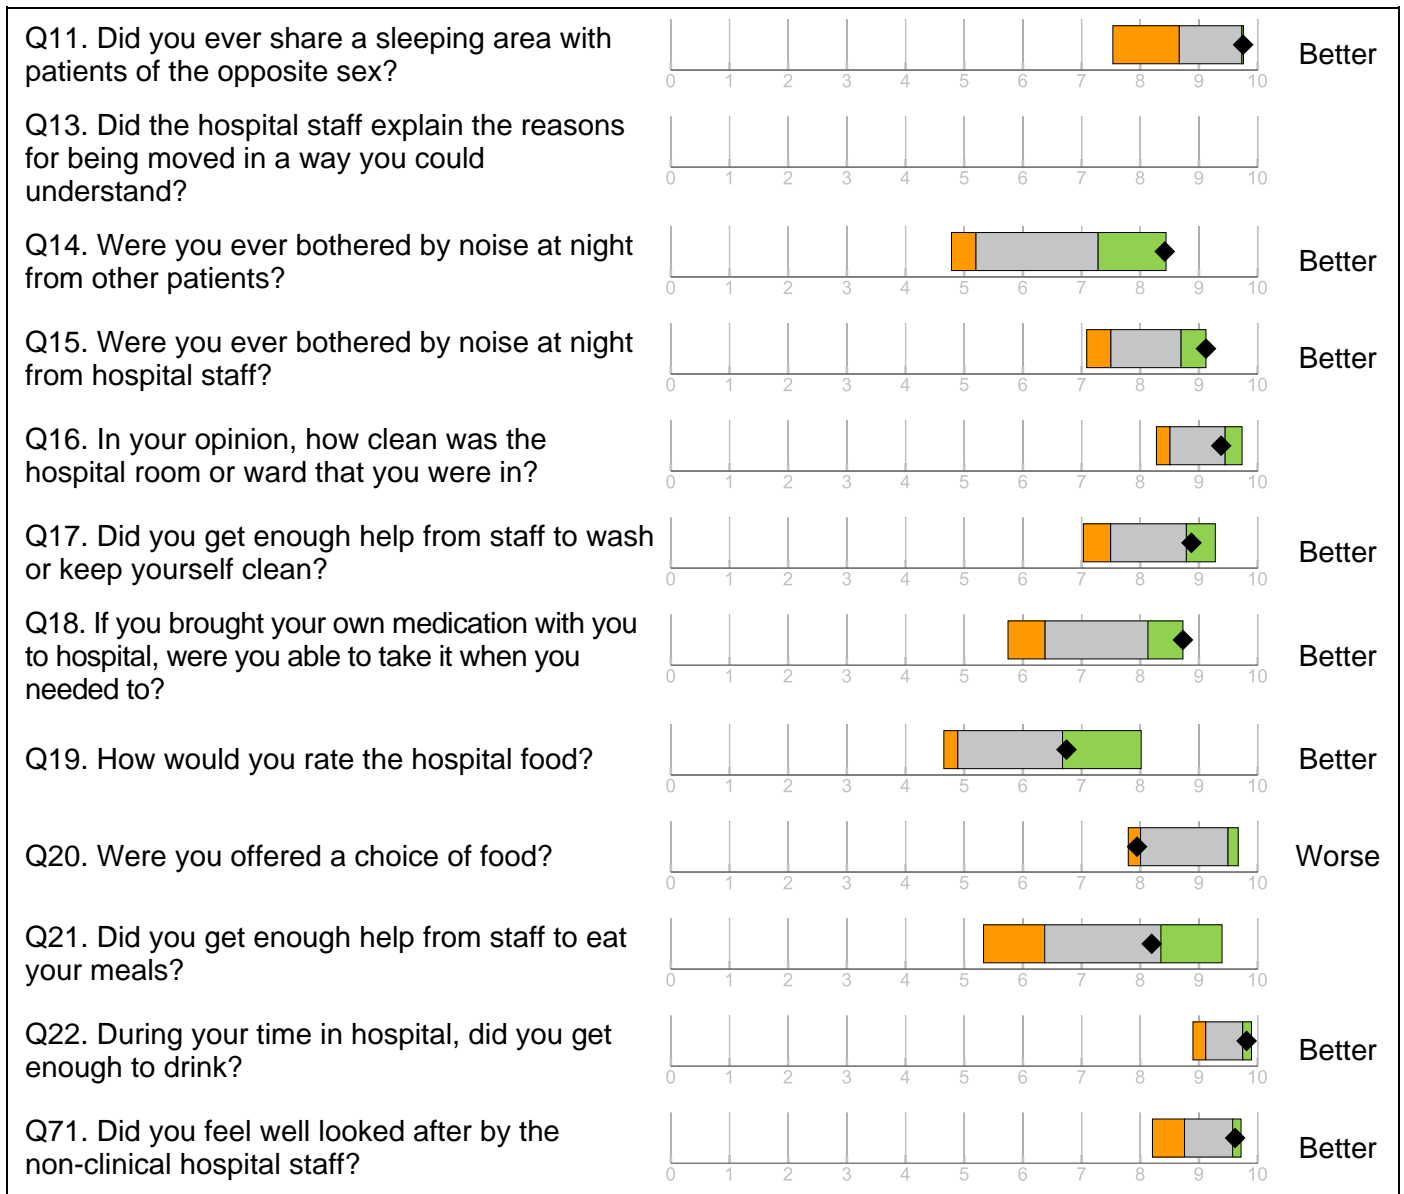 Q11. Did you ever share a sleeping area with
patients of the opposite sex?
0 1 2 3 4 5 6 7 8 9 10
Better
Q13. Did the hospital staff explain the reasons
for being moved in a way you could
understand?
0 1 2 3 4 5 6 7 8 9 10
Q14. Were you ever bothered by noise at night
from other patients?
0 1 2 3 4 5 6 7 8 9 10
Better
Q15. Were you ever bothered by noise at night
from hospital staff?
0 1 2 3 4 5 6 7 8 9 10
Better
Q16. In your opinion, how clean was the
hospital room or ward that you were in?
0 1 2 3 4 5 6 7 8 9 10
Q17. Did you get enough help from staff to wash
or keep yourself clean?
0 1 2 3 4 5 6 7 8 9 10
Better
Q18. If you brought your own medication with you
to hospital, were you able to take it when you
needed to?
0 1 2 3 4 5 6 7 8 9 10
Better
Q19. How would you rate the hospital food?
0 1 2 3 4 5 6 7 8 9 10
Better
Q20. Were you offered a choice of food?
0 1 2 3 4 5 6 7 8 9 10
Worse
Q21. Did you get enough help from staff to eat
your meals?
0 1 2 3 4 5 6 7 8 9 10
Q22. During your time in hospital, did you get
enough to drink?
0 1 2 3 4 5 6 7 8 9 10
Better
Q71. Did you feel well looked after by the
non-clinical hospital staff?
0 1 2 3 4 5 6 7 8 9 10
Better